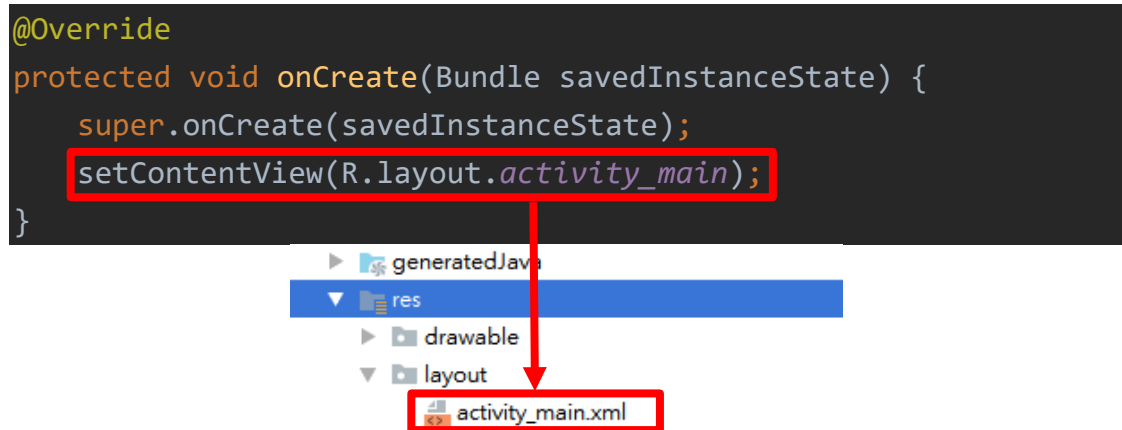 @Override
protected void onCreate(Bundle savedInstanceState) {
super.onCreate(savedInstanceState);
setContentView(R.layout.activity_main);
}
generatedJava
res
drawable
layout
activity_main.xml